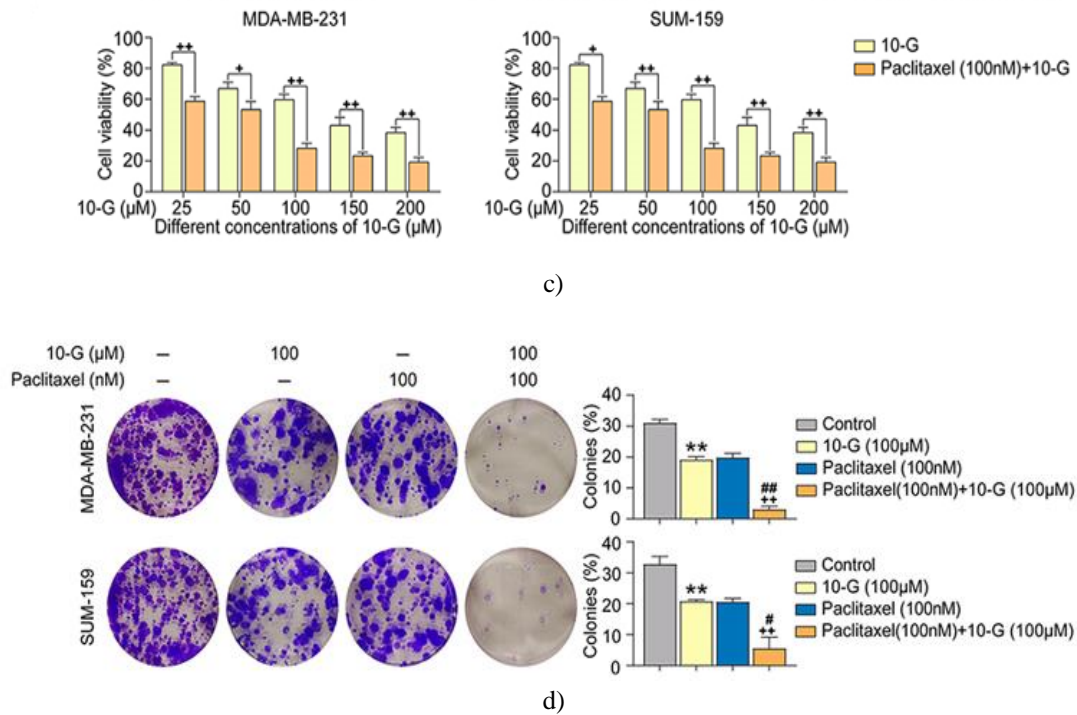 MDA-MB-231
Cell viability (%)
100
80
60
40
20
0
++
+
++
++
++
10-G (µM)
25
50
100
150
200
Different concentrations of 10-G (µM)
SUM-159
Cell viability (%)
100
80
60
40
20
0
+
++
++
++
++
10-G (µM)
25
50
100
150
200
Different concentrations of 10-G (µM)
10-G
Paclitaxel (100nM)+10-G
c)
10-G (µM) – 100 – 100
Paclitaxel (nM) – – 100 100
MDA-MB-231
Colonies (%)
40
30
20
10
0
**
##
++
Control
10-G (100µM)
Paclitaxel (100nM)
Paclitaxel(100nM)+10-G (100µM)
SUM-159
Colonies (%)
40
30
20
10
0
**
#
++
Control
10-G (100µM)
Paclitaxel (100nM)
Paclitaxel(100nM)+10-G (100µM)
d)